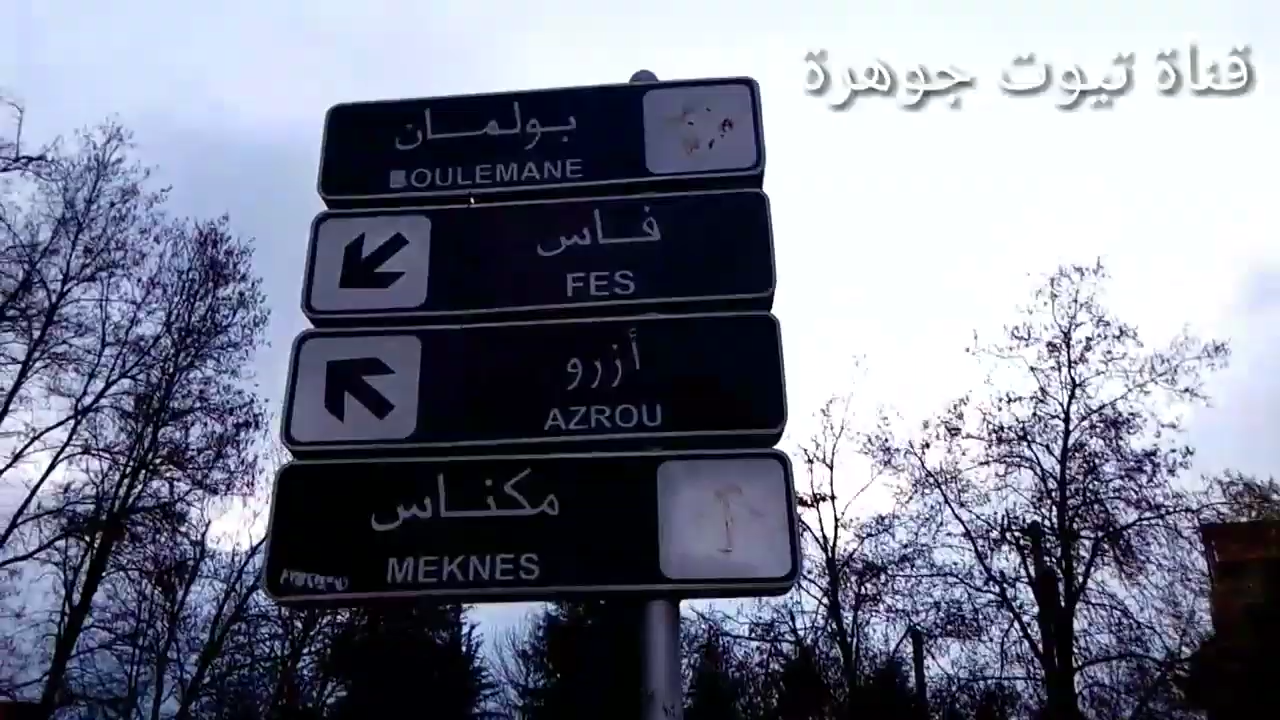 قناة تيوت جوهرة
بولمان
BOULEMANE
فاس
FES
أزرو
AZROU
مكناس
MEKNES